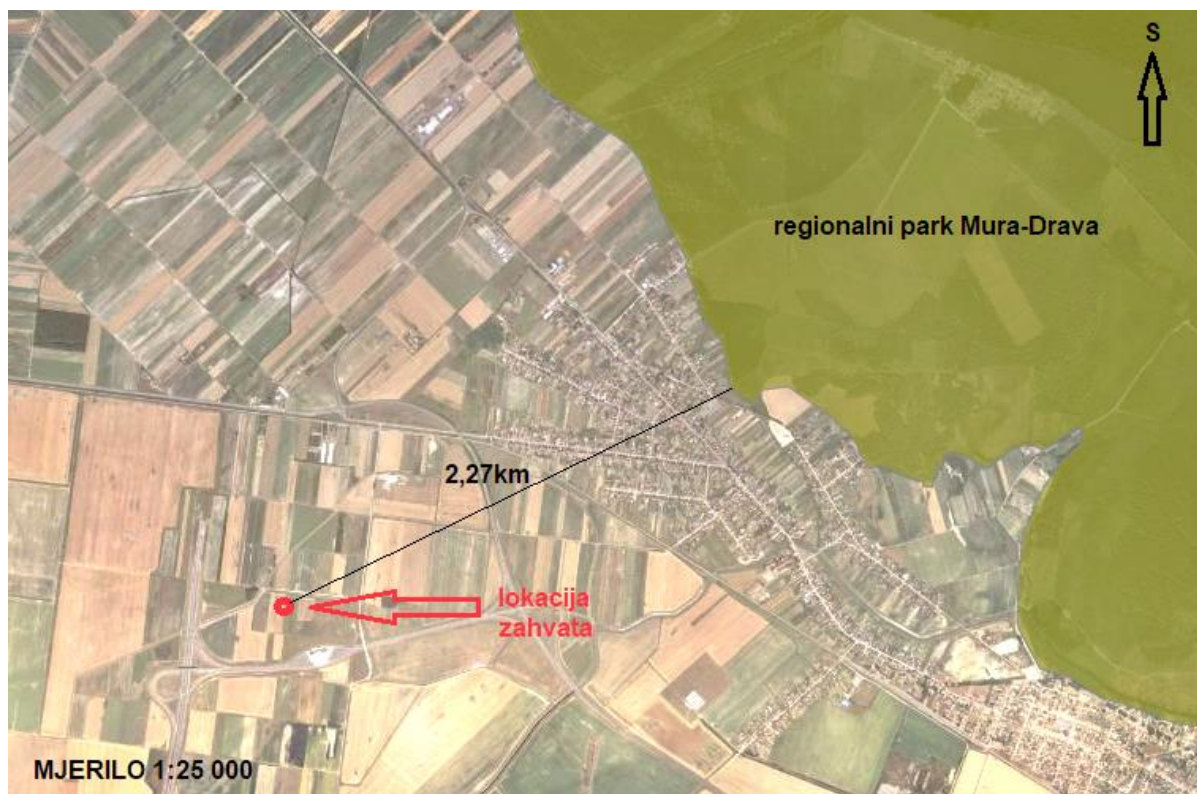 S
regionalni park Mura-Drava
2,27km
lokacija
zahvata
MJERILO 1:25 000